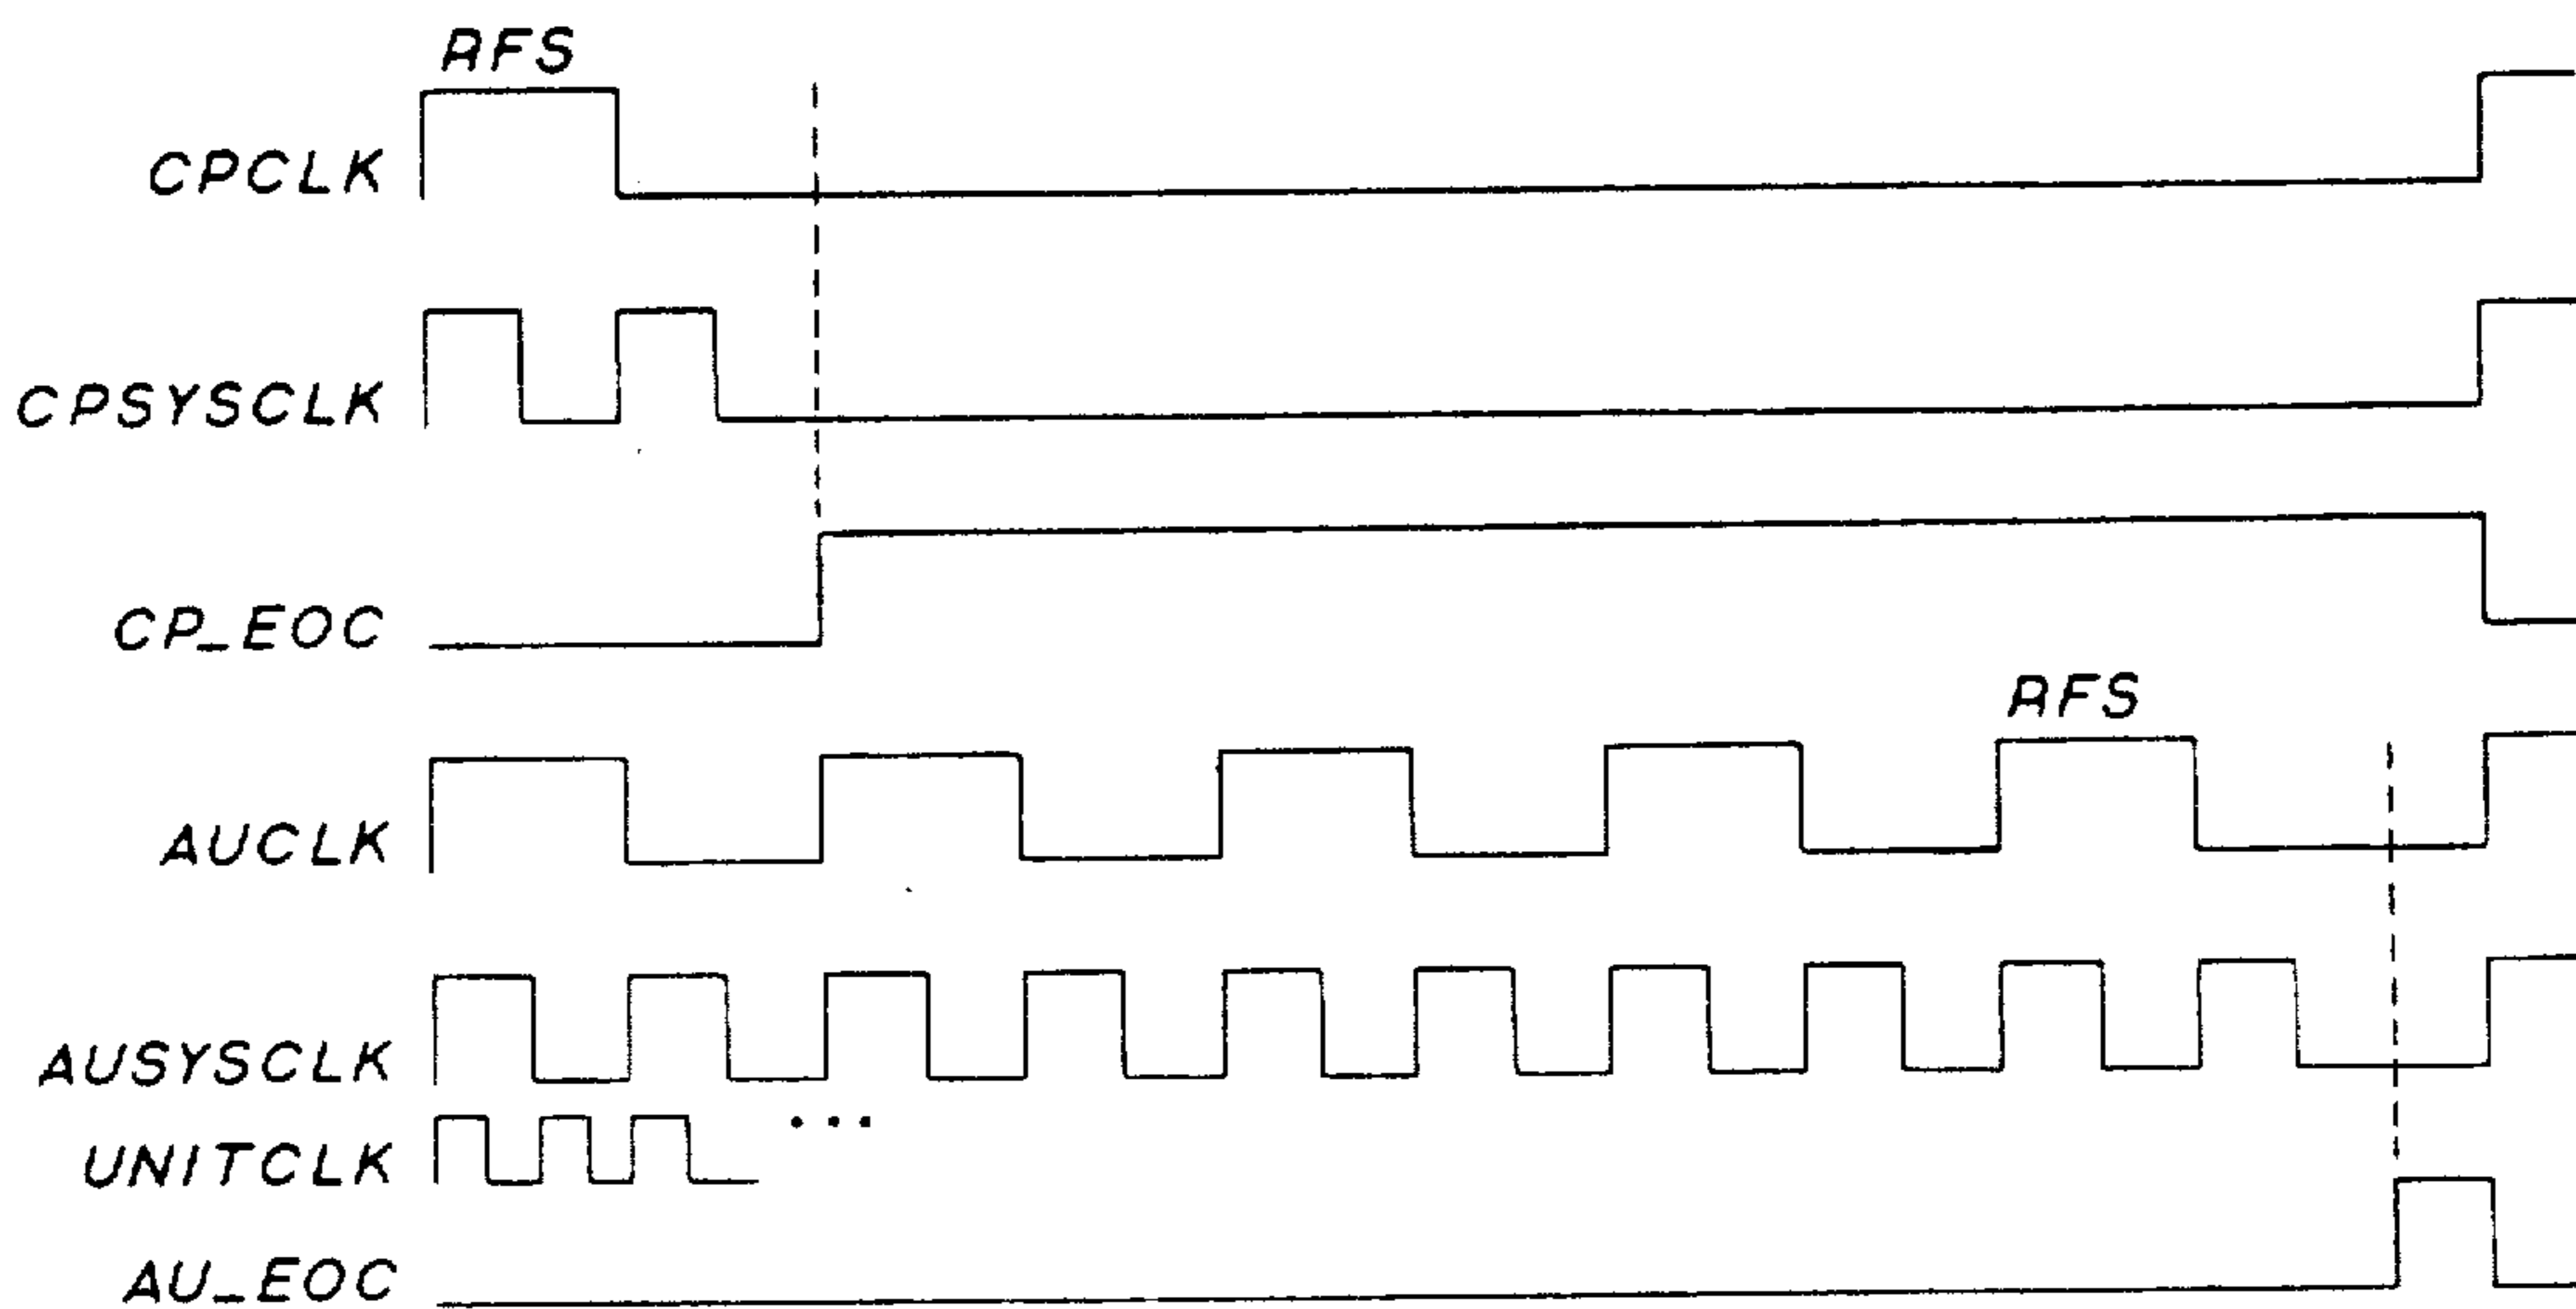 RFS
CPCLK
CPSYSCLK
CP_EOC
RFS
AUCLK
AUSYSCLK
...
UNITCLK
AU_EOC